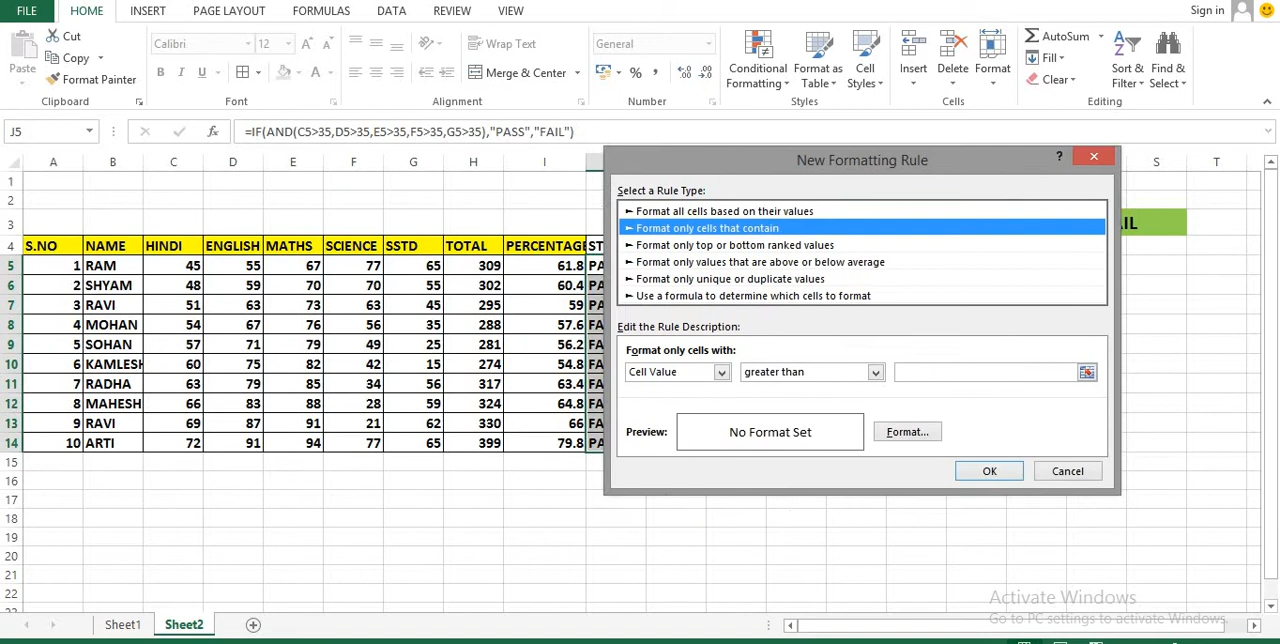 FILE HOME INSERT PAGE LAYOUT FORMULAS DATA REVIEW VIEW Sign in
Paste Cut Copy Format Painter Clipboard
Calibri 12 B I U A Font
Wrap Text Merge & Center Alignment
General % , Number
Conditional Formatting Format as Table Cell Styles Styles
Insert Delete Format Cells
AutoSum Fill Clear Sort & Filter Find & Select Editing
J5 fx =IF(AND(C5>35,D5>35,E5>35,F5>35,G5>35),"PASS","FAIL")
A B C D E F G H I S T
1
2
3 IL
4 S.NO NAME HINDI ENGLISH MATHS SCIENCE SSTD TOTAL PERCENTAGE ST
5 1 RAM 45 55 67 77 65 309 61.8 PA
6 2 SHYAM 48 59 70 70 55 302 60.4 PA
7 3 RAVI 51 63 73 63 45 295 59 PA
8 4 MOHAN 54 67 76 56 35 288 57.6 FA
9 5 SOHAN 57 71 79 49 25 281 56.2 FA
10 6 KAMLESH 60 75 82 42 15 274 54.8 FA
11 7 RADHA 63 79 85 34 56 317 63.4 FA
12 8 MAHESH 66 83 88 28 59 324 64.8 FA
13 9 RAVI 69 87 91 21 62 330 66 FA
14 10 ARTI 72 91 94 77 65 399 79.8 PA
15
16
17
18
19
20
21
22
New Formatting Rule ?
Select a Rule Type:
Format all cells based on their values
Format only cells that contain
Format only top or bottom ranked values
Format only values that are above or below average
Format only unique or duplicate values
Use a formula to determine which cells to format
Edit the Rule Description:
Format only cells with:
Cell Value greater than
Preview: No Format Set Format...
OK Cancel
Activate Windows
Go to PC settings to activate Windows.
Sheet1 Sheet2